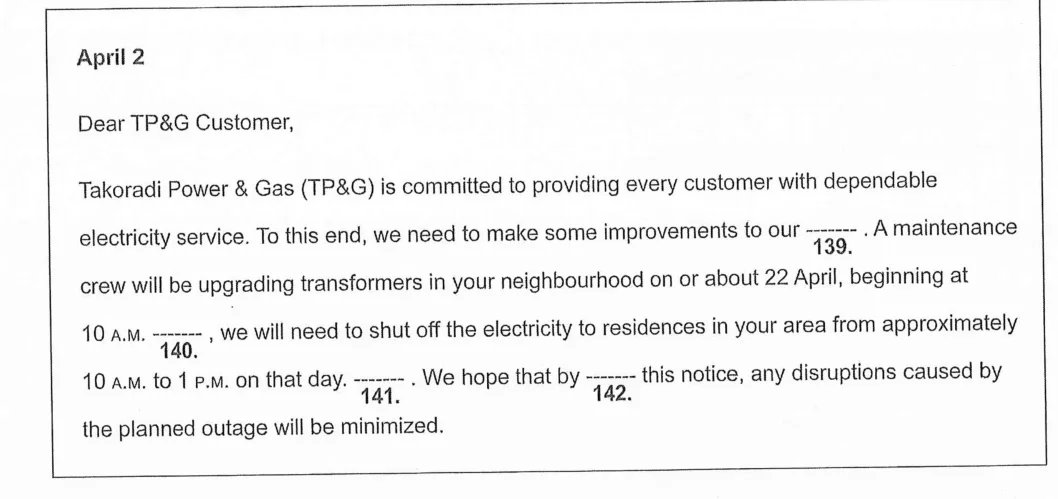 April 2
Dear TP&G Customer,
Takoradi Power & Gas (TP&G) is committed to providing every customer with dependable
electricity service. To this end, we need to make some improvements to our ------- . A maintenance
139.
crew will be upgrading transformers in your neighbourhood on or about 22 April, beginning at
10 A.M. ------- , we will need to shut off the electricity to residences in your area from approximately
140.
10 A.M. to 1 P.M. on that day. ------- . We hope that by ------- this notice, any disruptions caused by
141. 142.
the planned outage will be minimized.